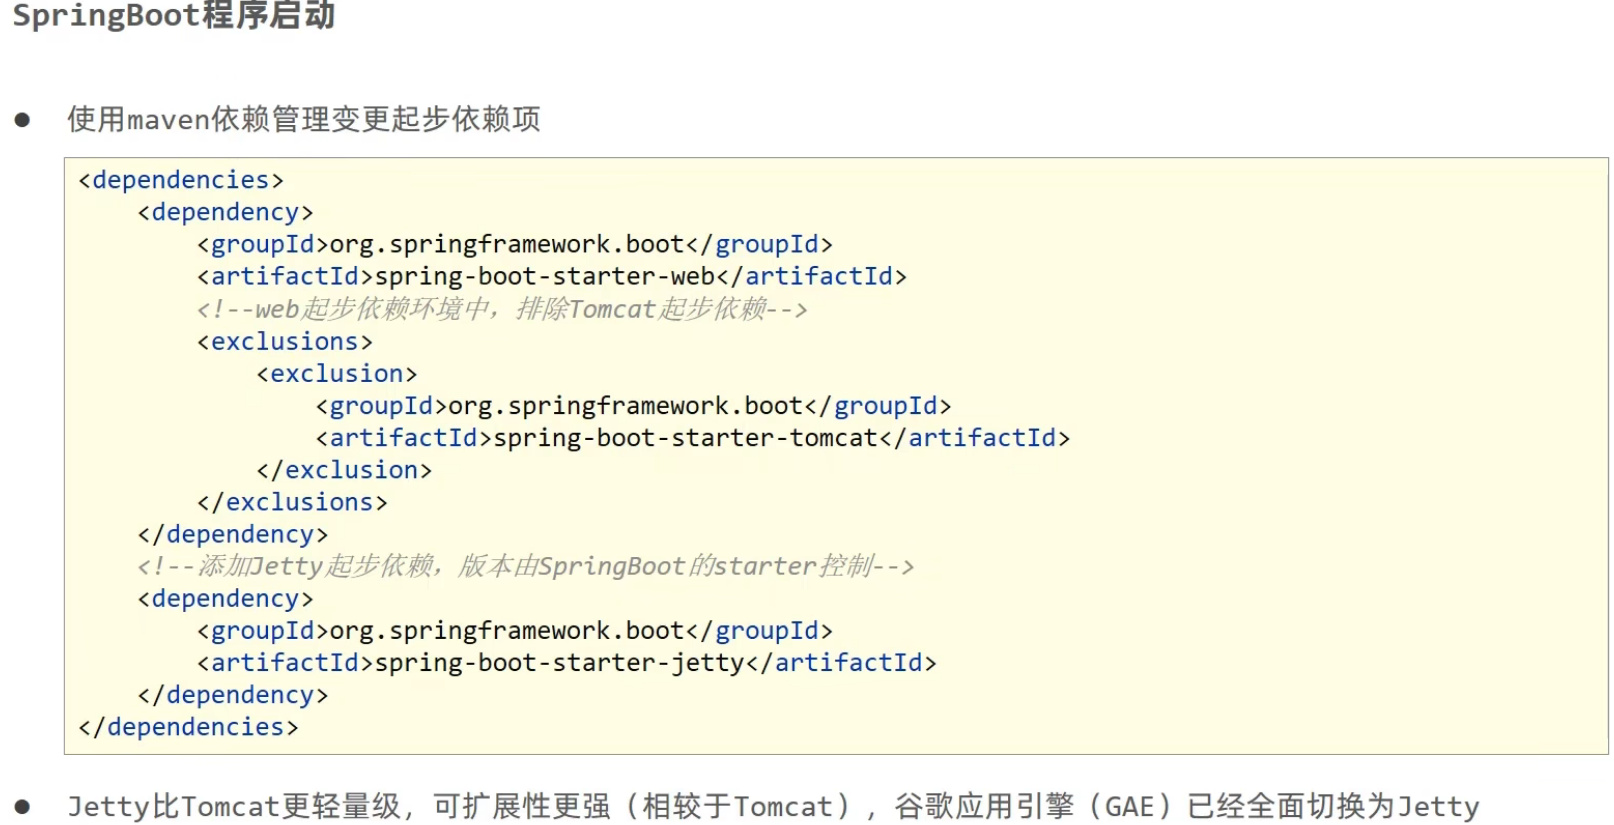 SpringBoot程序启动
● 使用maven依赖管理变更起步依赖项
<dependencies>
    <dependency>
        <groupId>org.springframework.boot</groupId>
        <artifactId>spring-boot-starter-web</artifactId>
        <!--web起步依赖环境中，排除Tomcat起步依赖-->
        <exclusions>
            <exclusion>
                <groupId>org.springframework.boot</groupId>
                <artifactId>spring-boot-starter-tomcat</artifactId>
            </exclusion>
        </exclusions>
    </dependency>
    <!--添加Jetty起步依赖，版本由SpringBoot的starter控制-->
    <dependency>
        <groupId>org.springframework.boot</groupId>
        <artifactId>spring-boot-starter-jetty</artifactId>
    </dependency>
</dependencies>
● Jetty比Tomcat更轻量级，可扩展性更强（相较于Tomcat），谷歌应用引擎（GAE）已经全面切换为Jetty